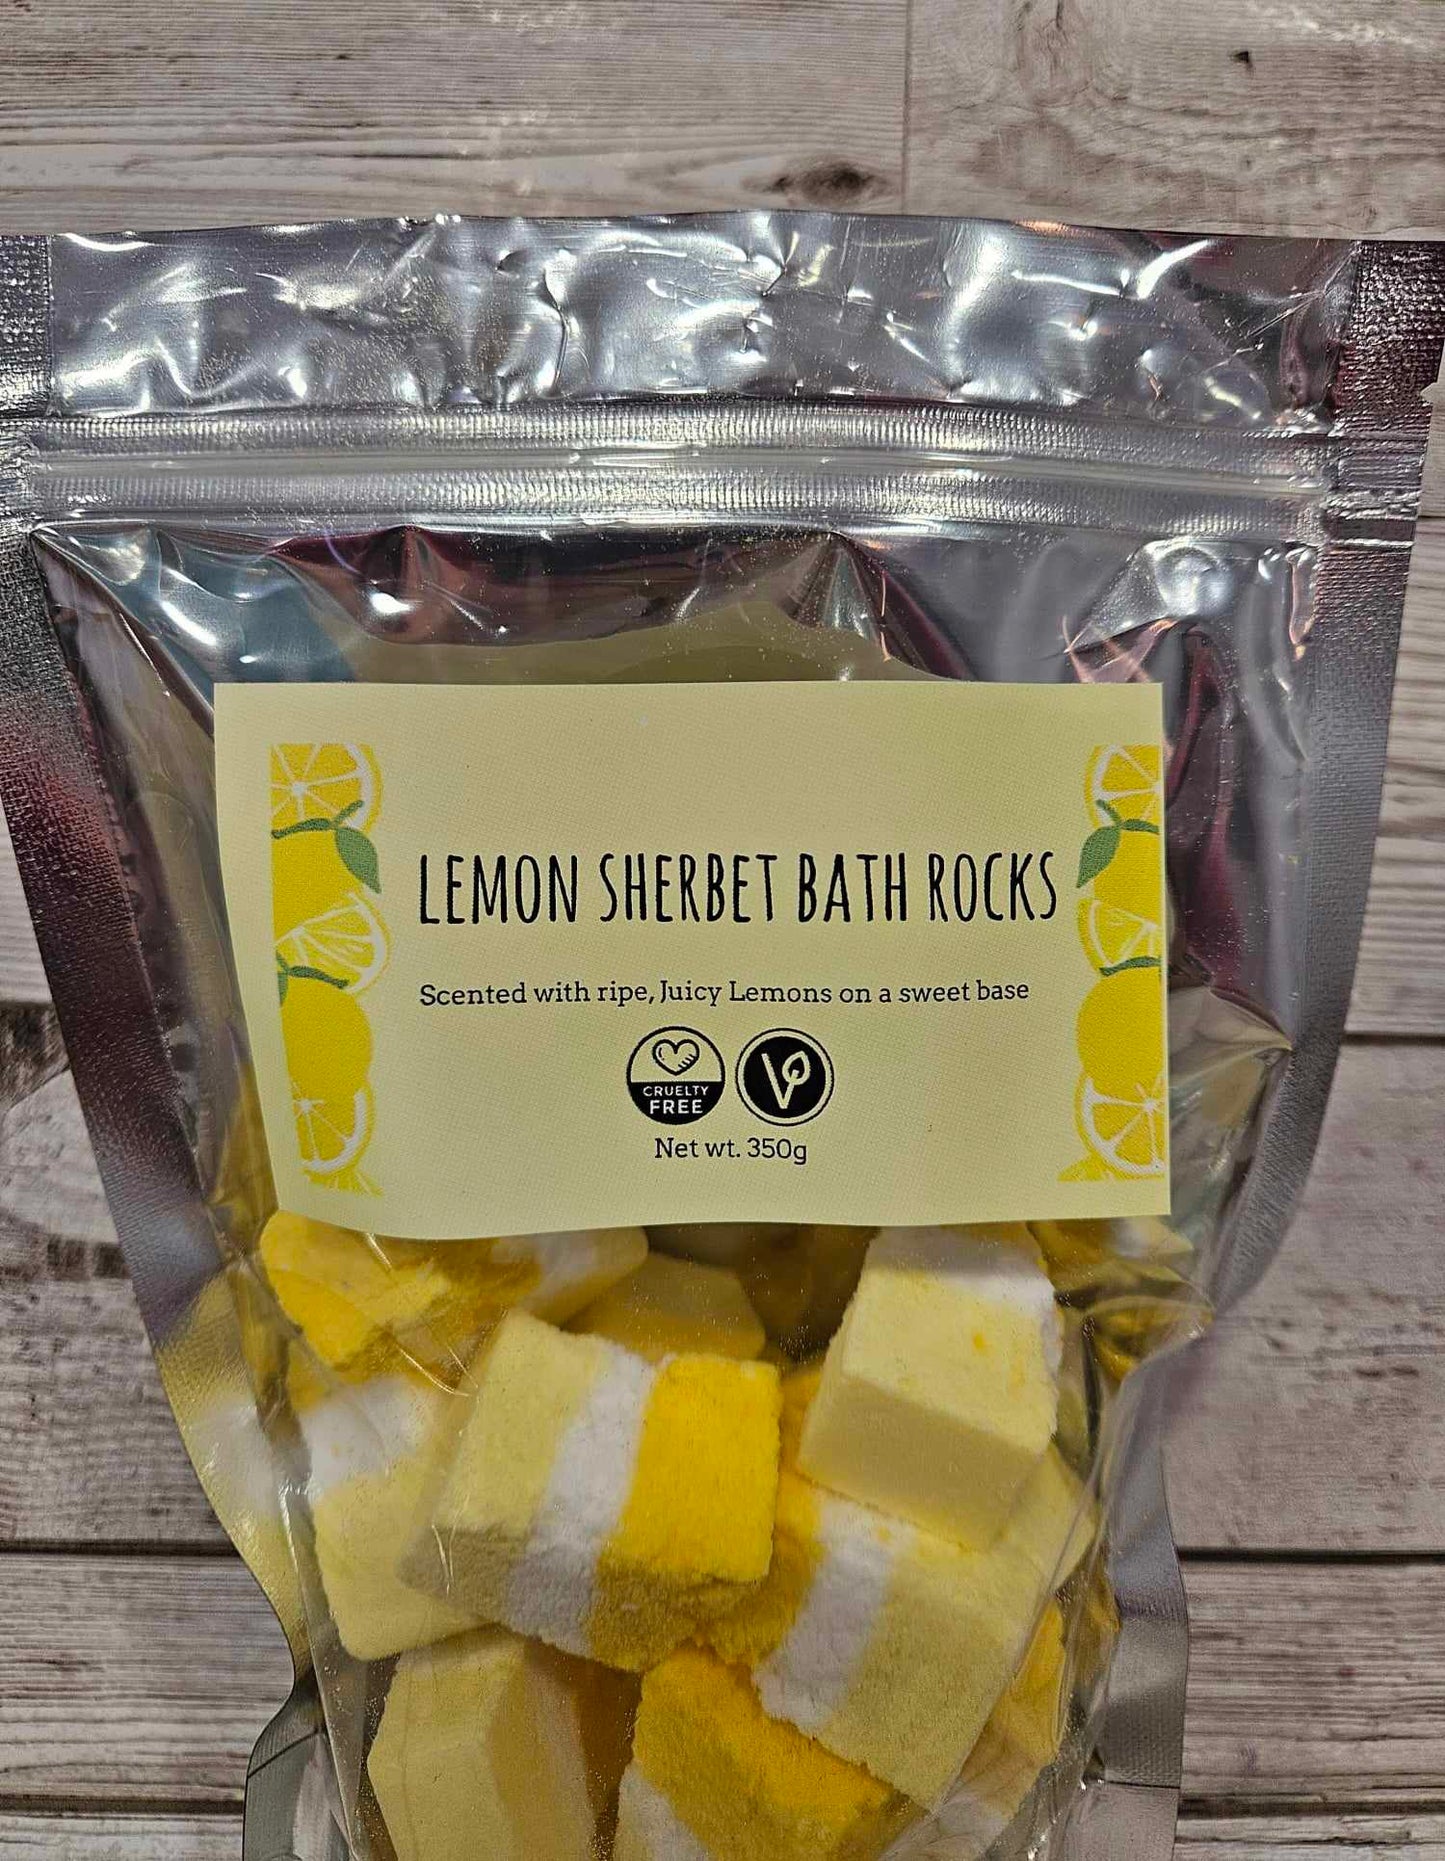 LEMON SHERBET BATH ROCKS
Scented with ripe, Juicy Lemons on a sweet base
CRUELTY
FREE
V
Net wt. 350g